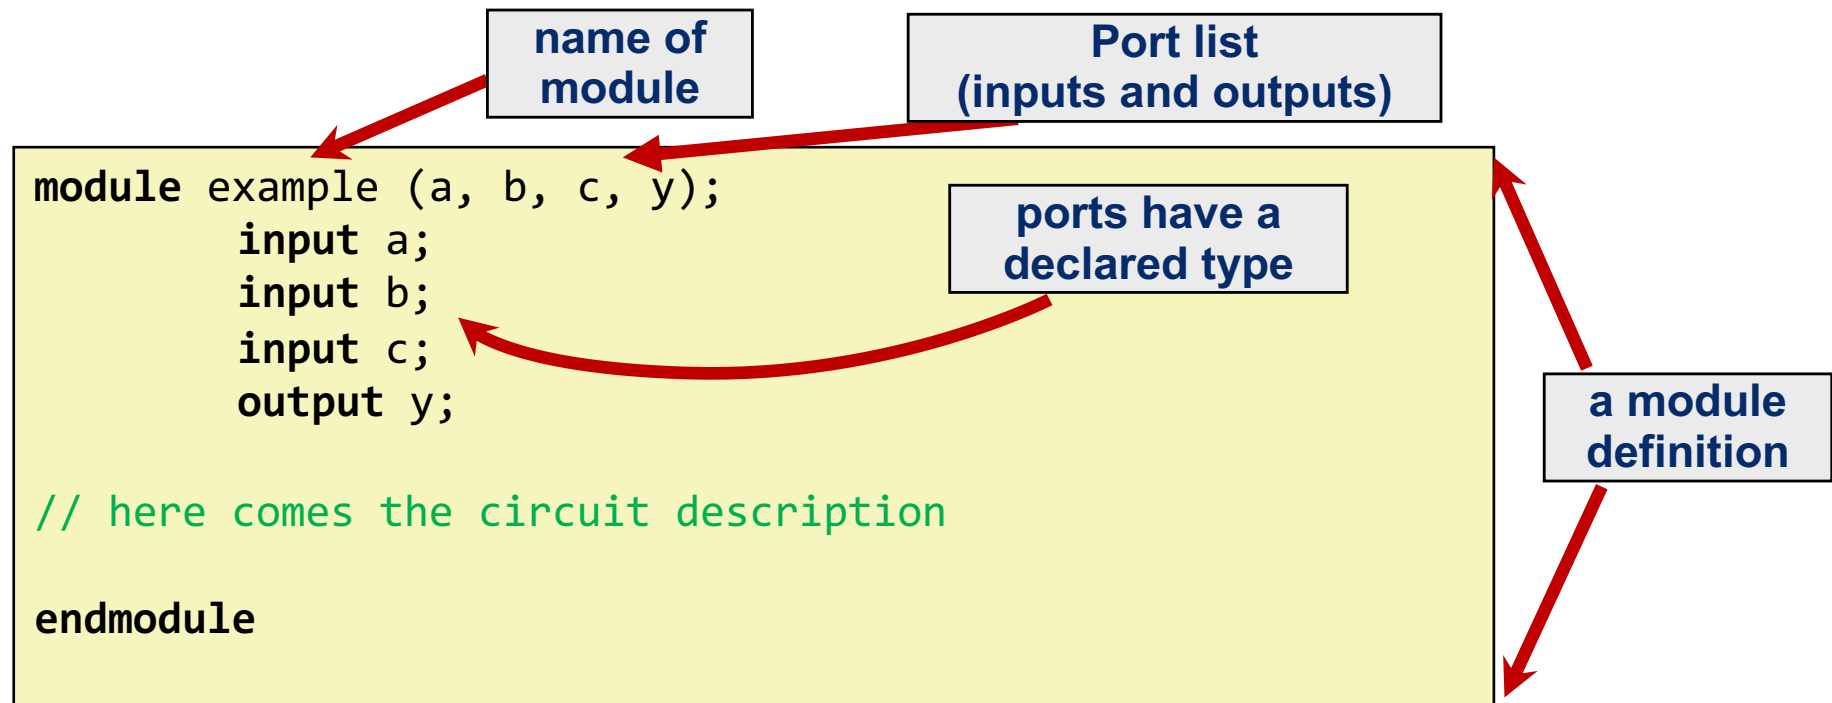 name of
module
Port list
(inputs and outputs)
module example (a, b, c, y);
input a;
input b;
input c;
output y;
ports have a
declared type
a module
definition
// here comes the circuit description
endmodule